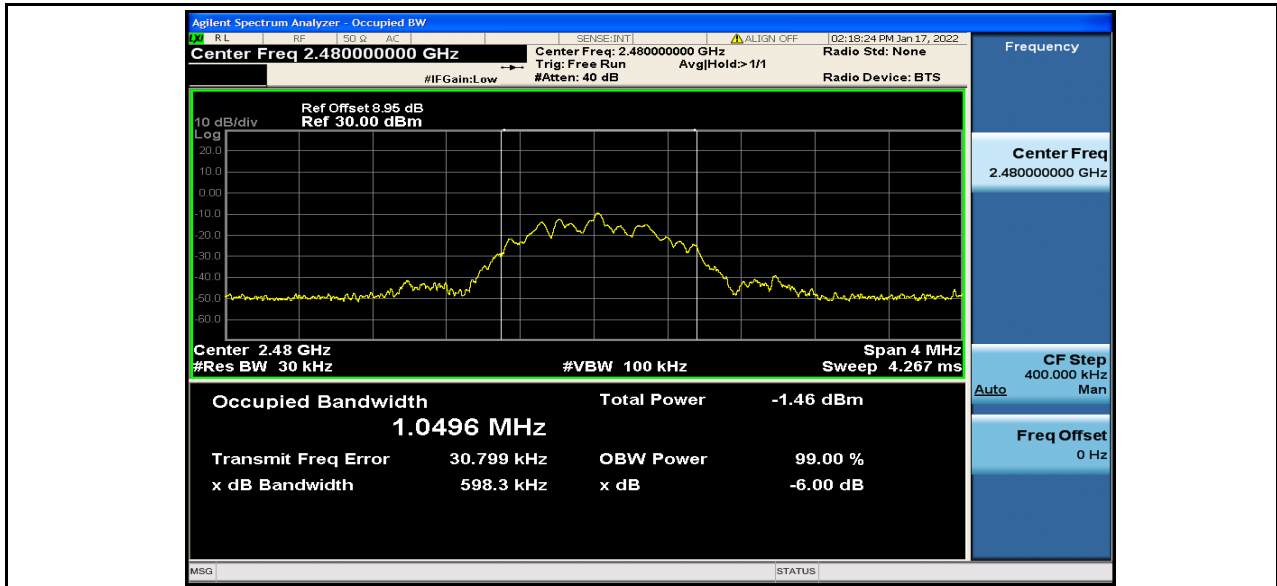 Agilent Spectrum Analyzer - Occupied BW
LXI RL RF 50 Ω AC SENSE:INT ALIGN OFF 02:18:24 PM Jan 17, 2022
Center Freq 2.480000000 GHz
Center Freq: 2.480000000 GHz
Radio Std: None
Trig: Free Run Avg|Hold:>1/1
#IFGain:Low #Atten: 40 dB
Radio Device: BTS
Ref Offset 8.95 dB
10 dB/div Ref 30.00 dBm
Log
20.0
10.0
0.00
-10.0
-20.0
-30.0
-40.0
-50.0
-60.0
Center 2.48 GHz Span 4 MHz
#Res BW 30 kHz #VBW 100 kHz Sweep 4.267 ms
Occupied Bandwidth Total Power -1.46 dBm
1.0496 MHz
Transmit Freq Error 30.799 kHz OBW Power 99.00 %
x dB Bandwidth 598.3 kHz x dB -6.00 dB
MSG STATUS
Frequency
Center Freq
2.480000000 GHz
CF Step
400.000 kHz
Auto Man
Freq Offset
0 Hz